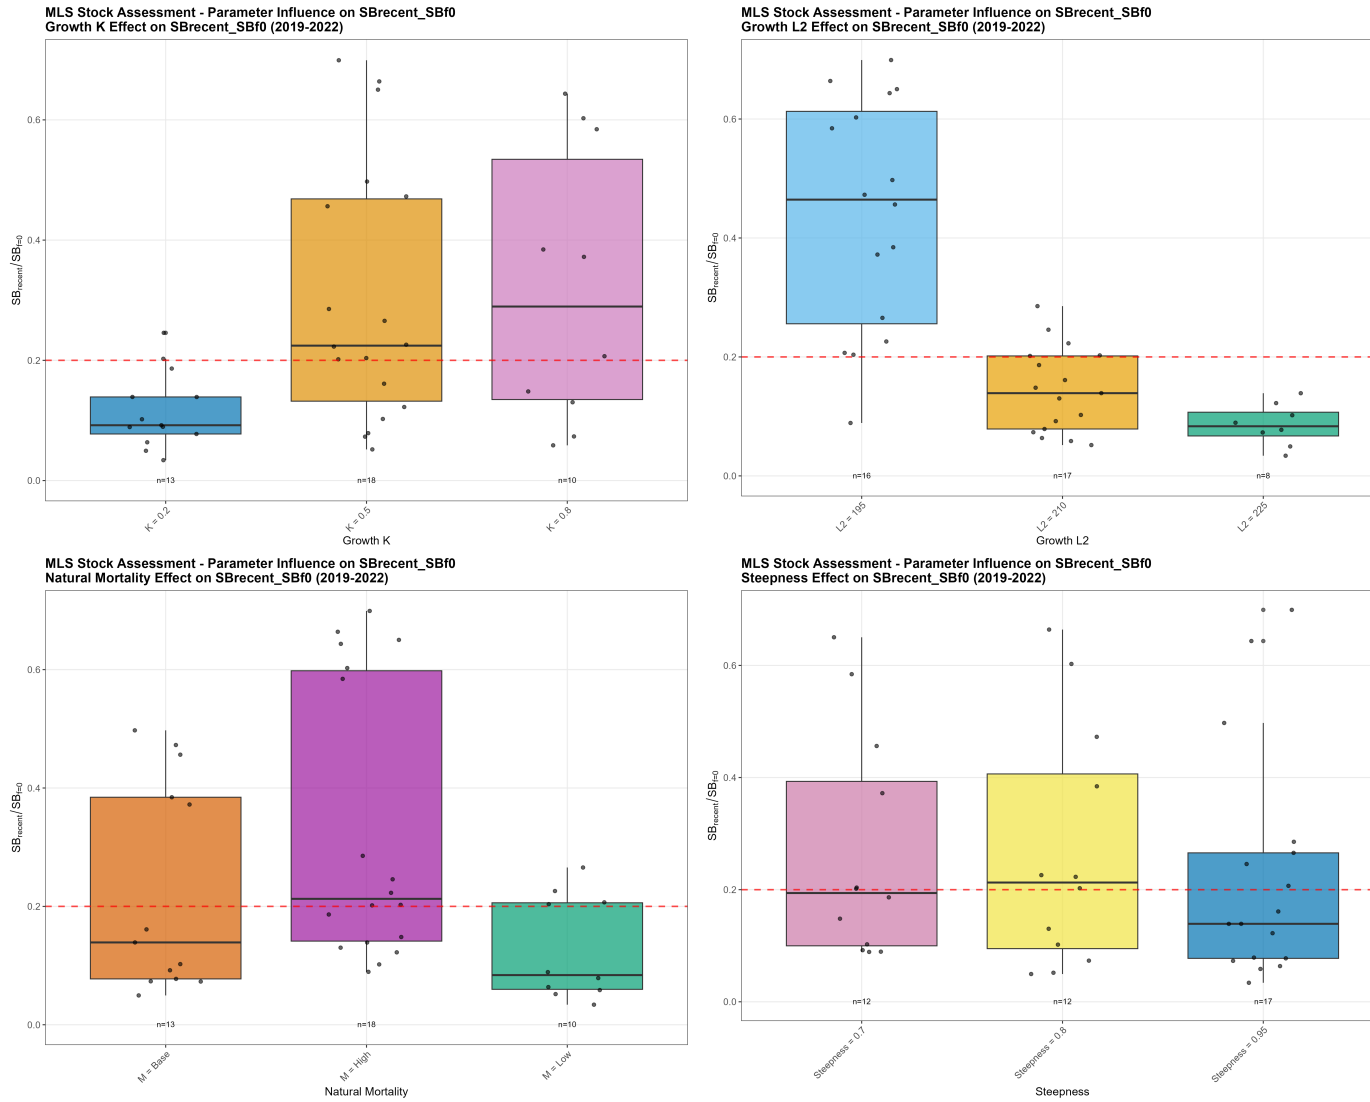 MLS Stock Assessment - Parameter Influence on SBrecent_SBf0
Growth K Effect on SBrecent_SBf0 (2019-2022)
0.6
0.4
0.2
0.0
SBrecent/SBf=0
n=13
n=18
n=10
K = 0.2
K = 0.5
K = 0.8
Growth K
MLS Stock Assessment - Parameter Influence on SBrecent_SBf0
Growth L2 Effect on SBrecent_SBf0 (2019-2022)
0.6
0.4
0.2
0.0
SBrecent/SBf=0
n=16
n=17
n=8
L2 = 195
L2 = 210
L2 = 225
Growth L2
MLS Stock Assessment - Parameter Influence on SBrecent_SBf0
Natural Mortality Effect on SBrecent_SBf0 (2019-2022)
0.6
0.4
0.2
0.0
SBrecent/SBf=0
n=13
n=18
n=10
M = Base
M = High
M = Low
Natural Mortality
MLS Stock Assessment - Parameter Influence on SBrecent_SBf0
Steepness Effect on SBrecent_SBf0 (2019-2022)
0.6
0.4
0.2
0.0
SBrecent/SBf=0
n=12
n=12
n=17
Steepness = 0.7
Steepness = 0.8
Steepness = 0.95
Steepness